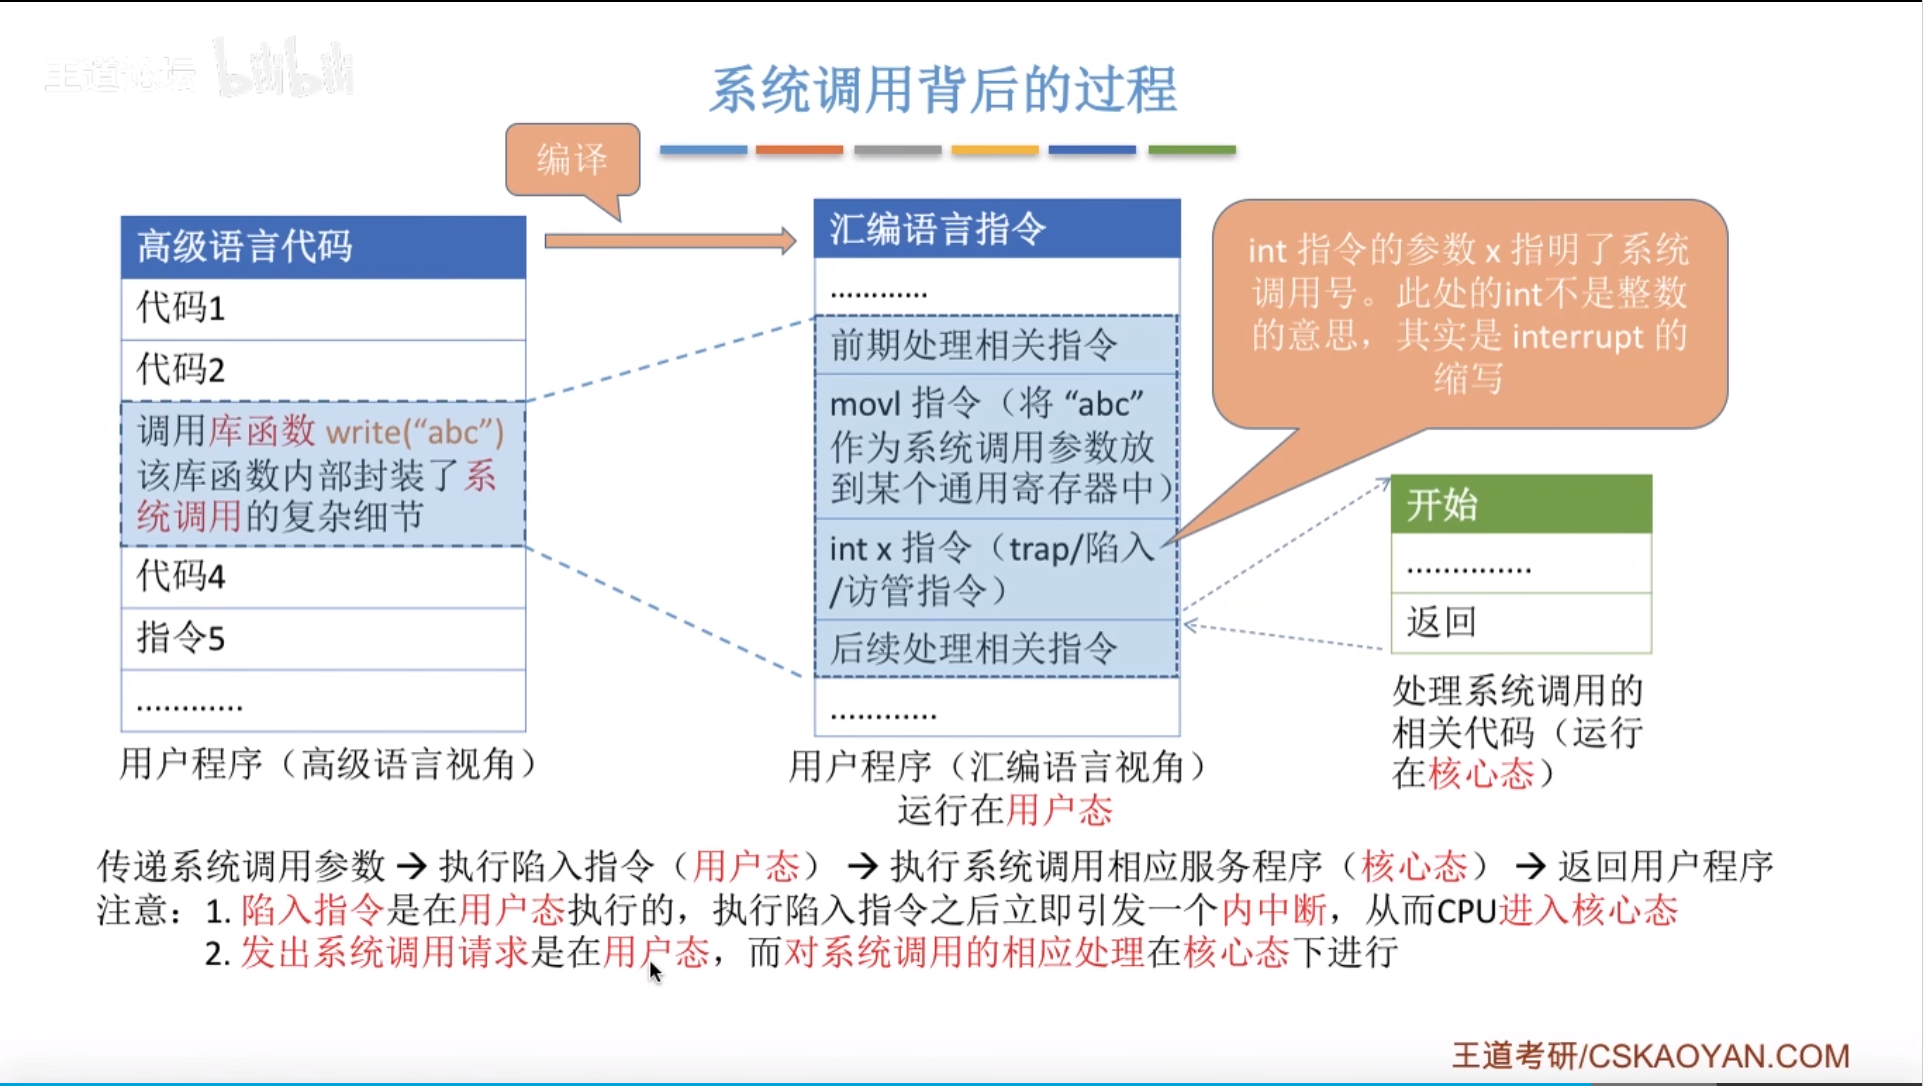 王道论坛 bilibili
系统调用背后的过程
编译
高级语言代码
代码1
代码2
调用库函数 write(“abc”)
该库函数内部封装了系
统调用的复杂细节
代码4
指令5
............
用户程序（高级语言视角）
汇编语言指令
............
前期处理相关指令
movl 指令（将 “abc”
作为系统调用参数放
到某个通用寄存器中）
int x 指令（trap/陷入
/访管指令）
后续处理相关指令
............
用户程序（汇编语言视角）
运行在用户态
int 指令的参数 x 指明了系统
调用号。此处的int不是整数
的意思，其实是 interrupt 的
缩写
开始
..............
返回
处理系统调用的
相关代码（运行
在核心态）
传递系统调用参数 → 执行陷入指令（用户态） → 执行系统调用相应服务程序（核心态） → 返回用户程序
注意：1. 陷入指令是在用户态执行的，执行陷入指令之后立即引发一个内中断，从而CPU进入核心态
2. 发出系统调用请求是在用户态，而对系统调用的相应处理在核心态下进行
王道考研/CSKAOYAN.COM